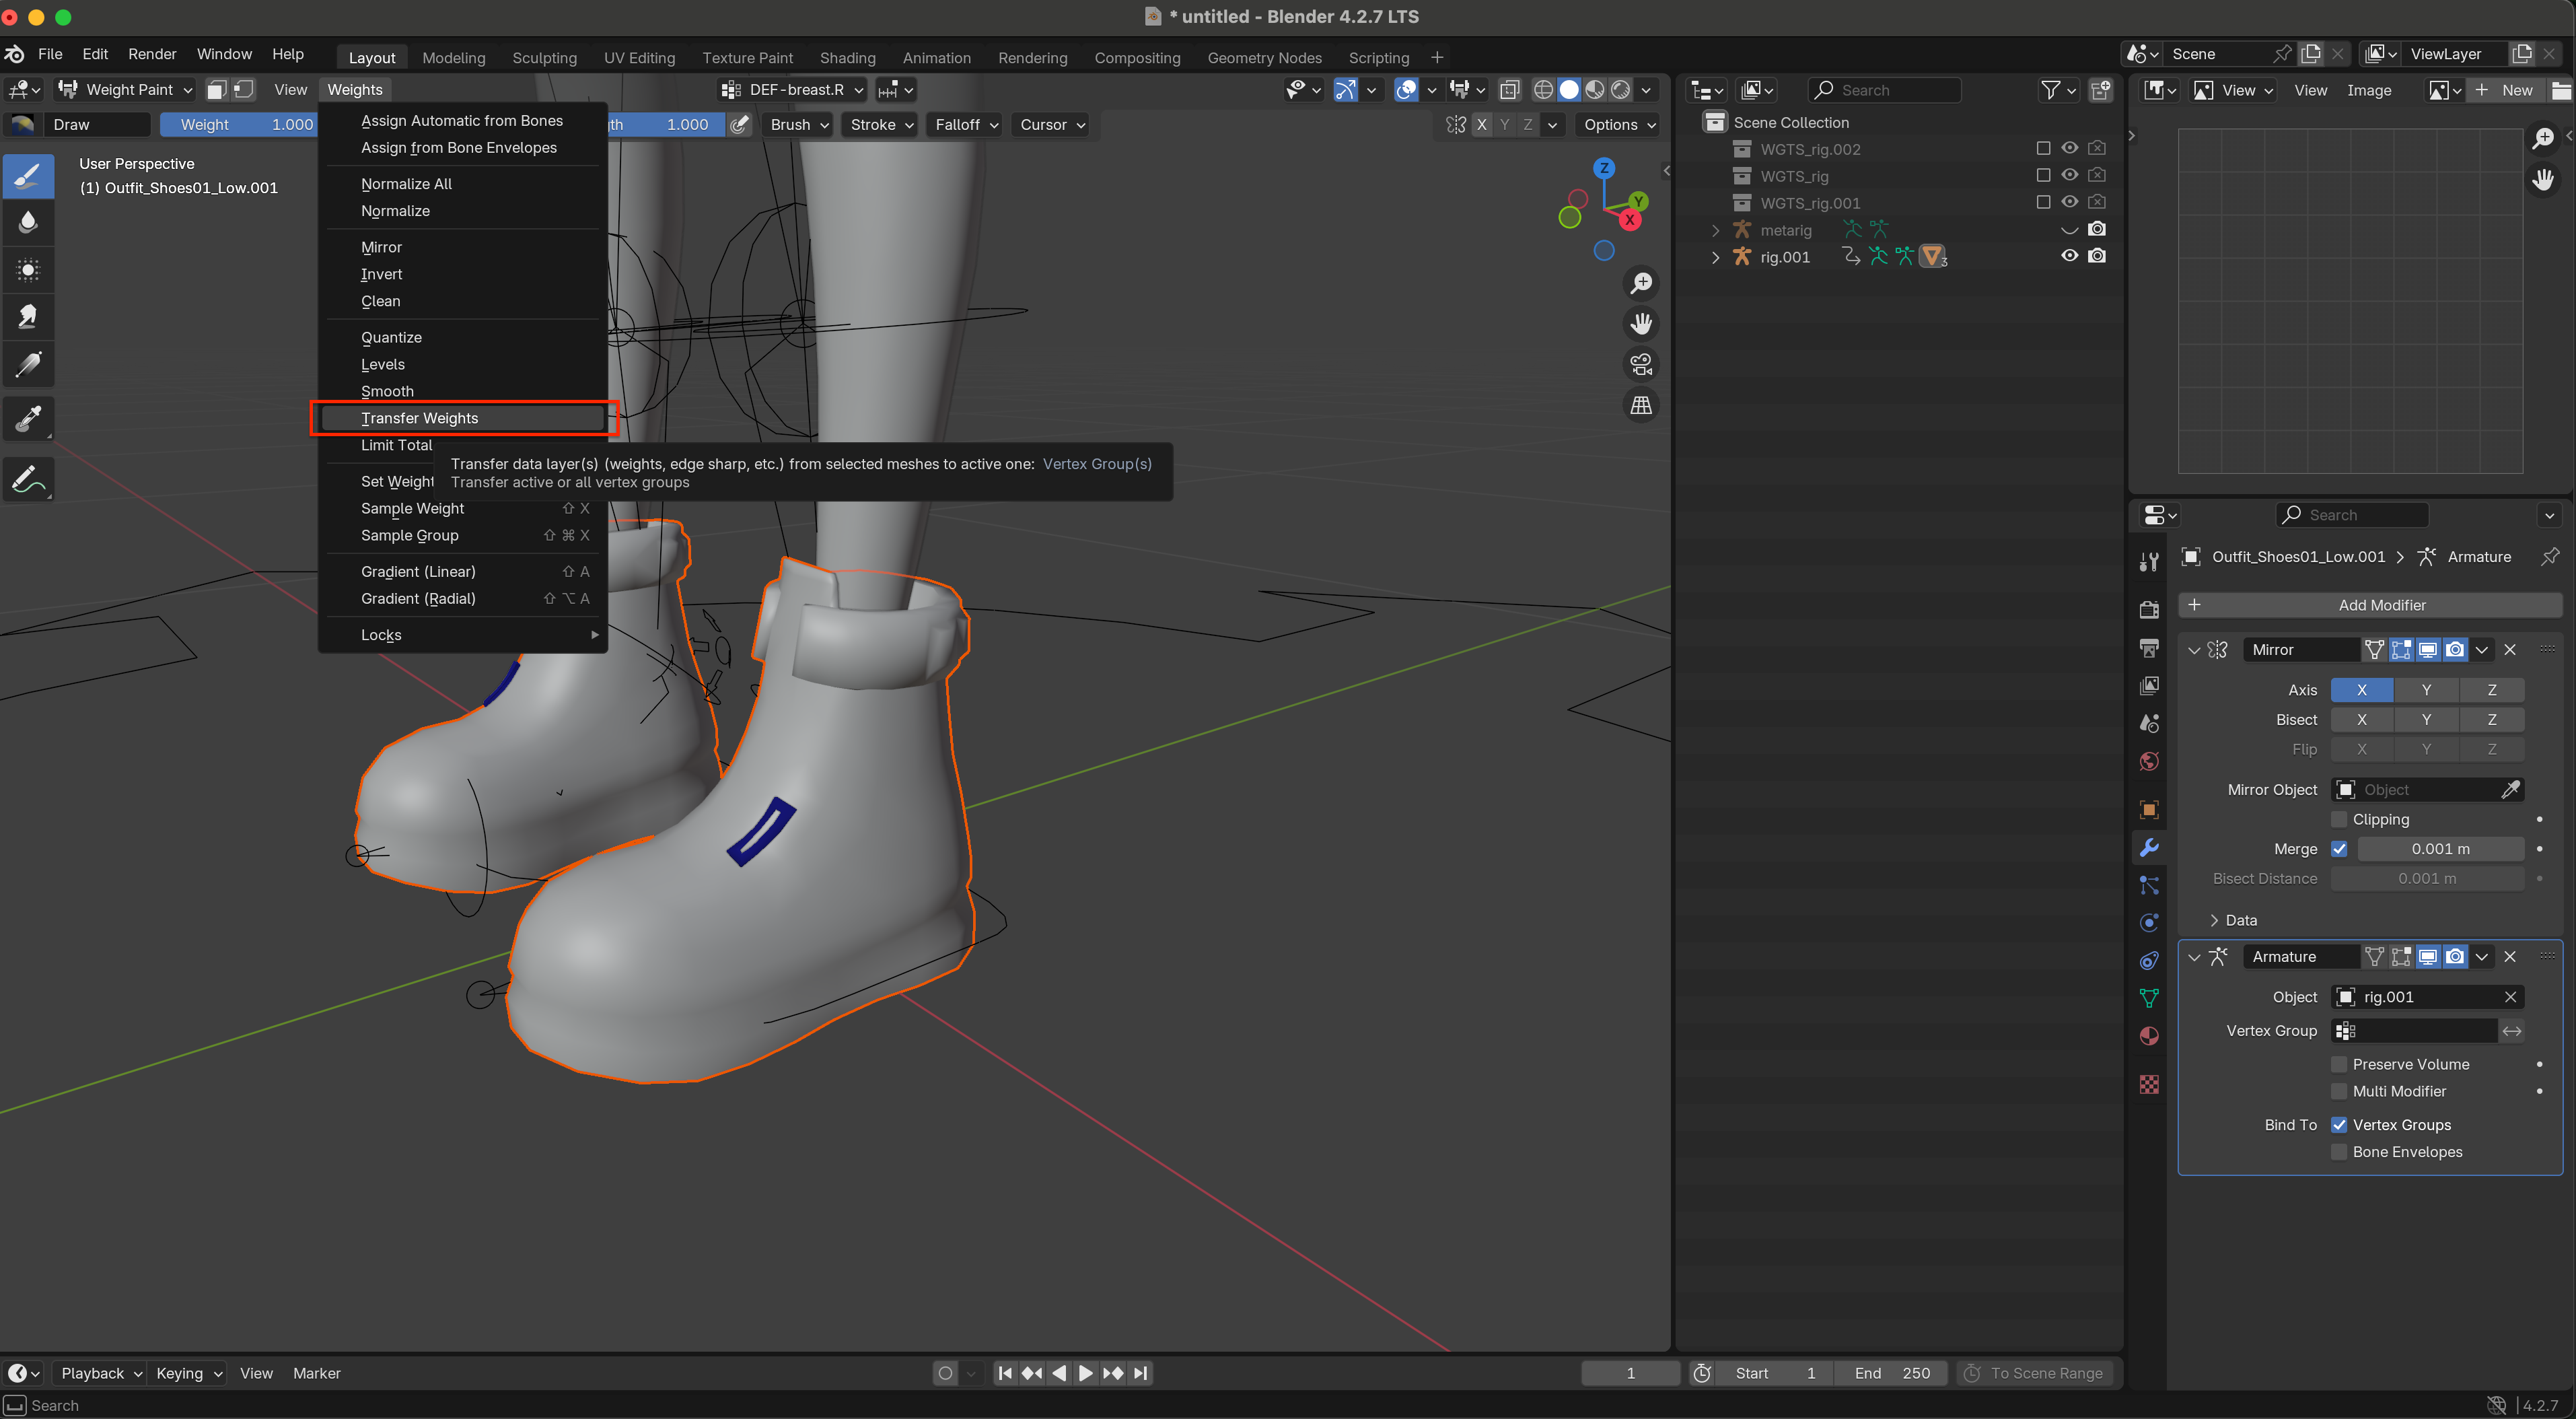 * untitled - Blender 4.2.7 LTS
File Edit Render Window Help Layout Modeling Sculpting UV Editing Texture Paint Shading Animation Rendering Compositing Geometry Nodes Scripting + Scene ViewLayer
Weight Paint View Weights DEF-breast.R Search View View Image + New
Draw Weight 1.000 th 1.000 Brush Stroke Falloff Cursor X Y Z Options
User Perspective
(1) Outfit_Shoes01_Low.001
Assign Automatic from Bones
Assign from Bone Envelopes
Normalize All
Normalize
Mirror
Invert
Clean
Quantize
Levels
Smooth
Transfer Weights
Limit Total
Set Weight
Sample Weight ⇧ X
Sample Group ⇧ ⌘ X
Gradient (Linear) ⇧ A
Gradient (Radial) ⇧ ⌥ A
Locks
Transfer data layer(s) (weights, edge sharp, etc.) from selected meshes to active one: Vertex Group(s)
Transfer active or all vertex groups
Z
Y
X
Scene Collection
WGTS_rig.002
WGTS_rig
WGTS_rig.001
metarig
rig.001 3
Search
Outfit_Shoes01_Low.001 > Armature
+ Add Modifier
Mirror
Axis X Y Z
Bisect X Y Z
Flip X Y Z
Mirror Object Object
Clipping
Merge 0.001 m
Bisect Distance 0.001 m
Data
Armature
Object rig.001
Vertex Group
Preserve Volume
Multi Modifier
Bind To Vertex Groups
Bone Envelopes
Playback Keying View Marker 1 Start 1 End 250 To Scene Range
Search 4.2.7